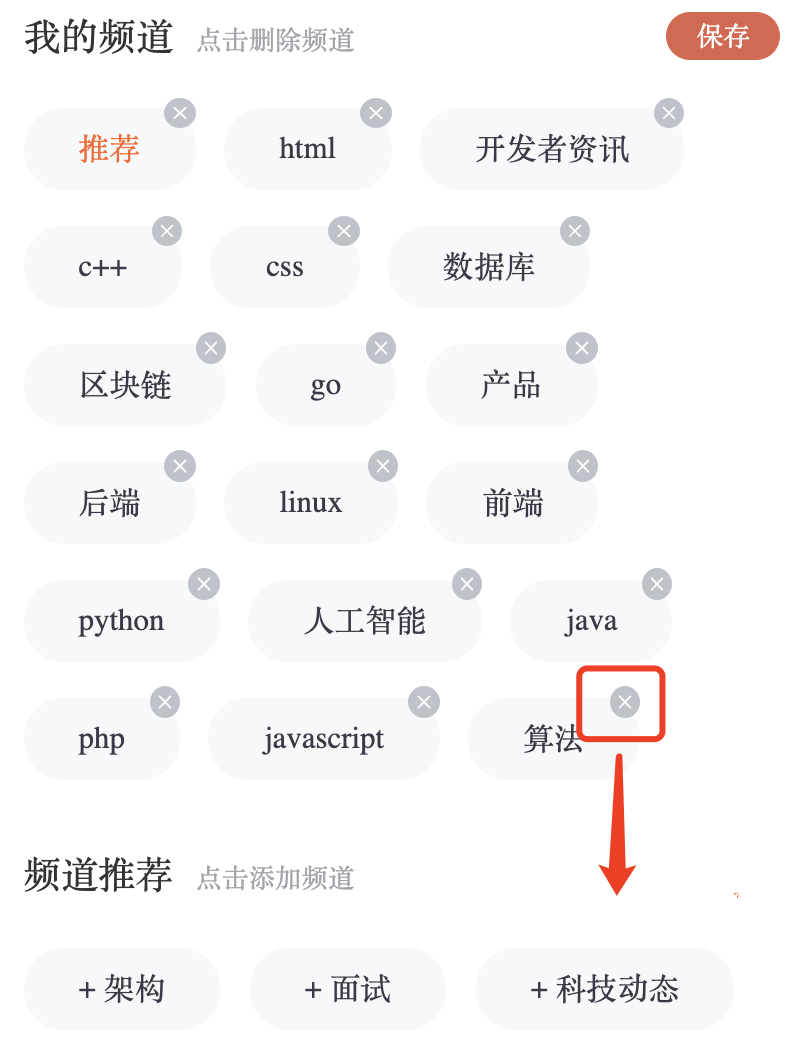 我的频道 点击删除频道 保存
推荐 html 开发者资讯
c++ css 数据库
区块链 go 产品
后端 linux 前端
python 人工智能 java
php javascript 算法
频道推荐 点击添加频道
+ 架构 + 面试 + 科技动态